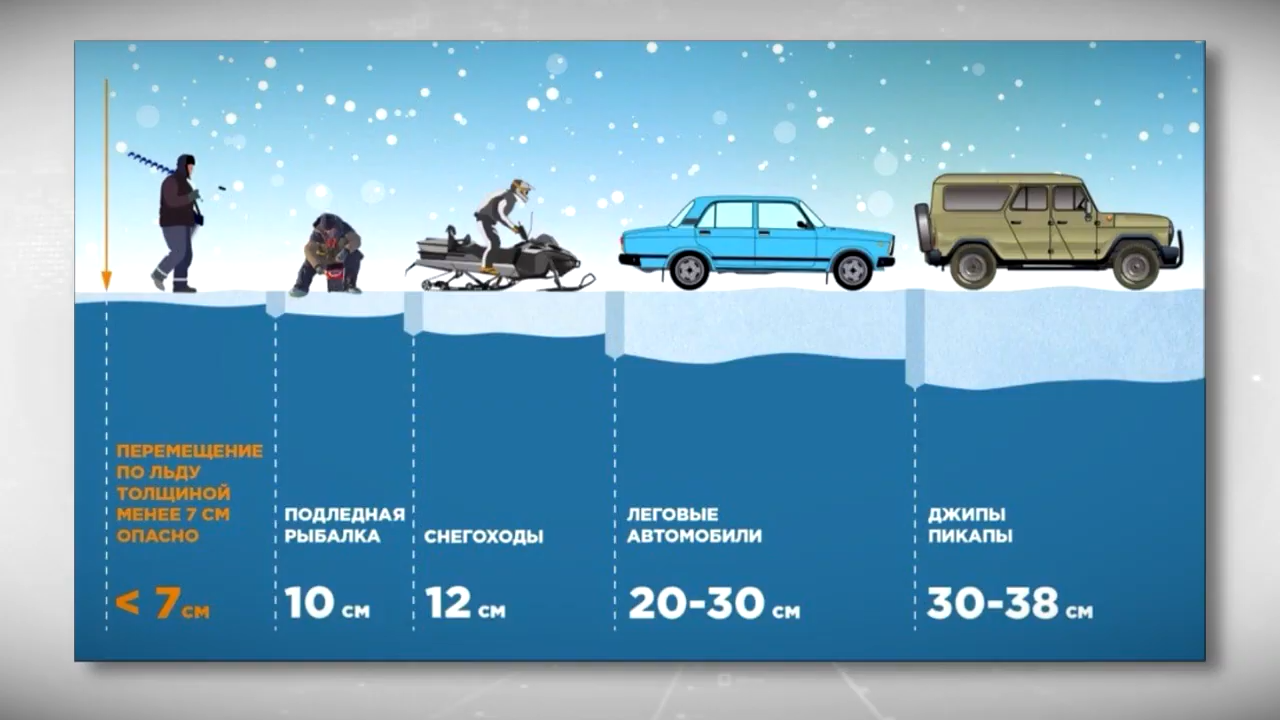 ПЕРЕМЕЩЕНИЕ
ПО ЛЬДУ
ТОЛЩИНОЙ
МЕНЕЕ 7 СМ
ОПАСНО
< 7 СМ
ПОДЛЕДНАЯ
РЫБАЛКА
10 СМ
СНЕГОХОДЫ
12 СМ
ЛЕГОВЫЕ
АВТОМОБИЛИ
20-30 СМ
ДЖИПЫ
ПИКАПЫ
30-38 СМ